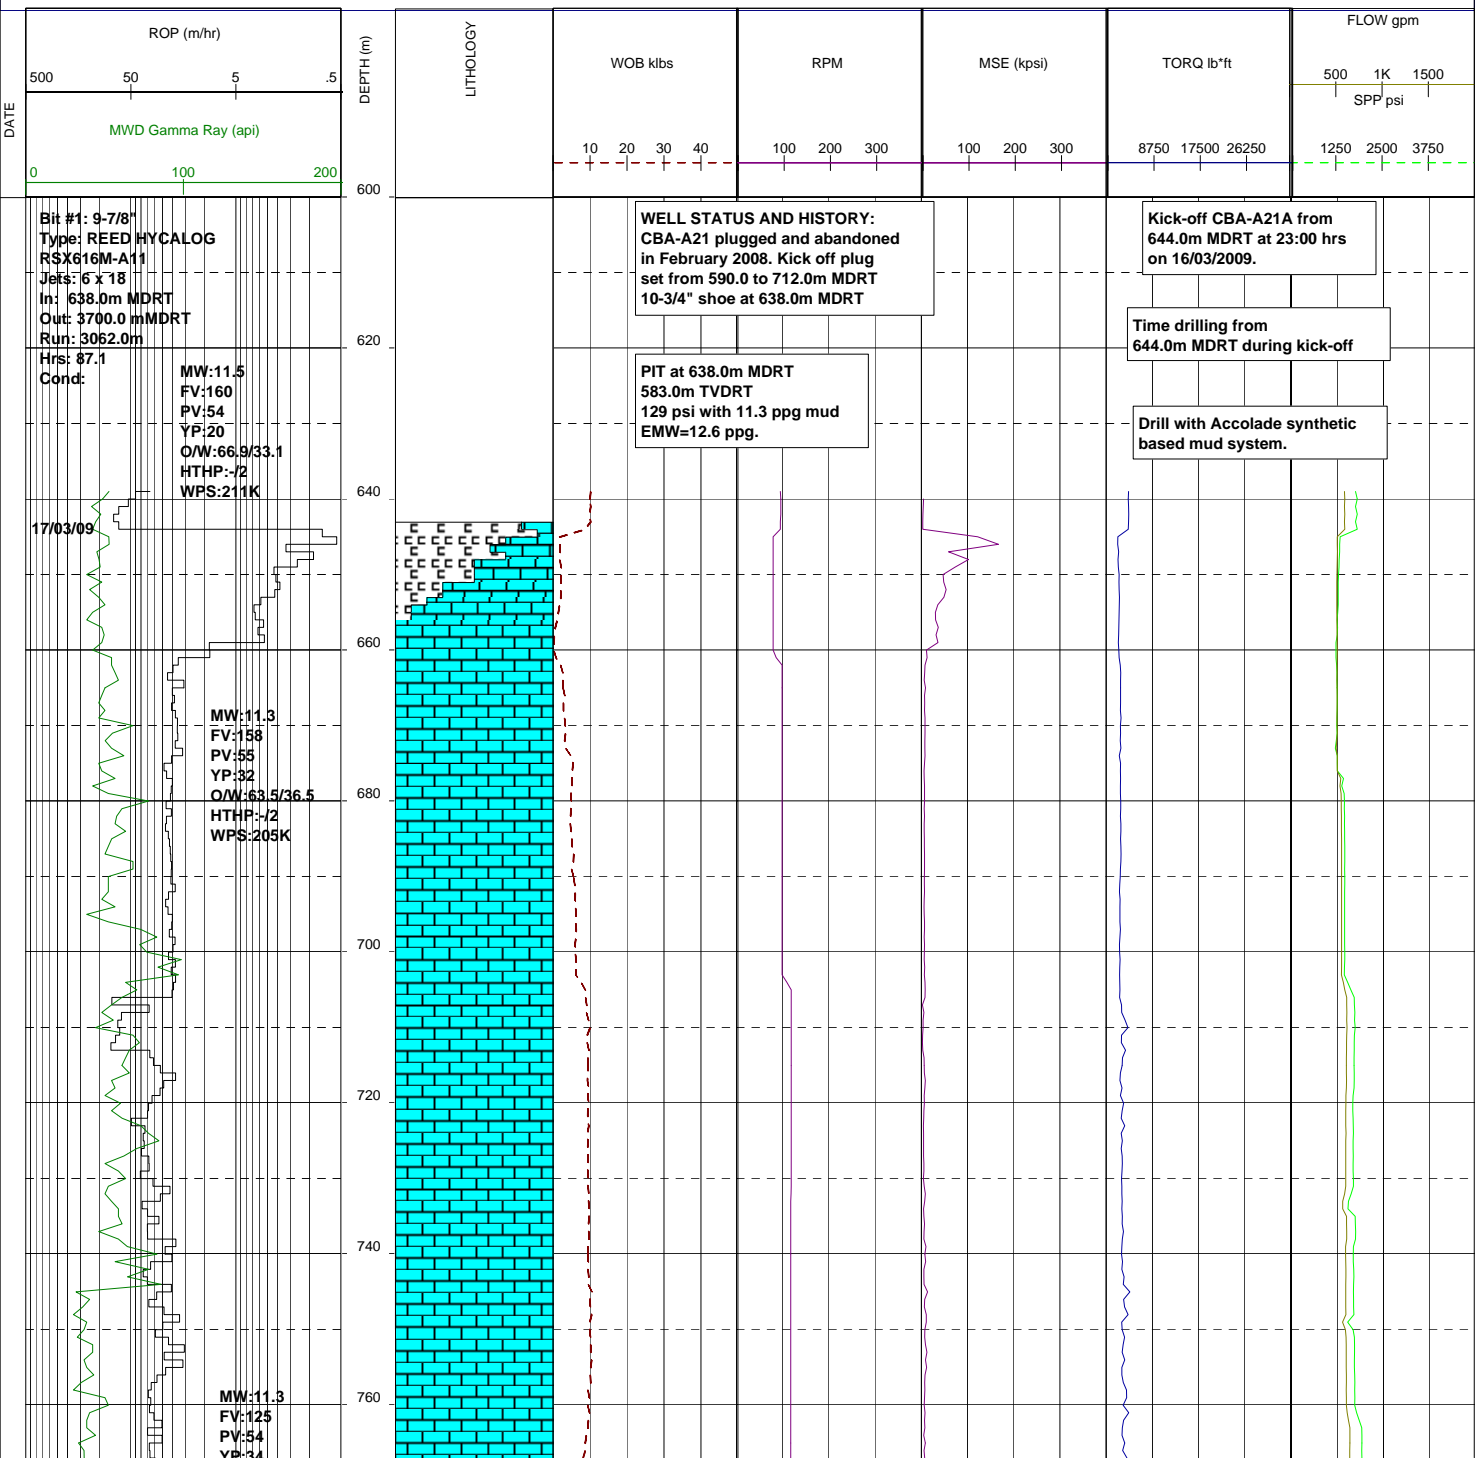 ROP (m/hr)
500 50 5 .5
DATE
MWD Gamma Ray (api)
0 100 200
DEPTH (m)
LITHOLOGY
WOB klbs
10 20 30 40
RPM
100 200 300
MSE (kpsi)
100 200 300
TORQ lb*ft
8750 17500 26250
FLOW gpm
500 1K 1500
SPP psi
1250 2500 3750
600
Bit #1: 9-7/8"
Type: REED HYCALOG
RSX616M-A11
Jets: 6 x 18
In: 638.0m MDRT
Out: 3700.0 mMDRT
Run: 3062.0m
Hrs: 87.1
Cond:
WELL STATUS AND HISTORY:
CBA-A21 plugged and abandoned
in February 2008. Kick off plug
set from 590.0 to 712.0m MDRT
10-3/4" shoe at 638.0m MDRT
Kick-off CBA-A21A from
644.0m MDRT at 23:00 hrs
on 16/03/2009.
Time drilling from
644.0m MDRT during kick-off
620
MW:11.5
FV:160
PV:54
YP:20
O/W:66.9/33.1
HTHP:-/2
WPS:211K
PIT at 638.0m MDRT
583.0m TVDRT
129 psi with 11.3 ppg mud
EMW=12.6 ppg.
Drill with Accolade synthetic
based mud system.
640
17/03/09
660
MW:11.3
FV:158
PV:55
YP:32
O/W:63.5/36.5
HTHP:-/2
WPS:205K
680
700
720
740
760
MW:11.3
FV:125
PV:54
YP:34